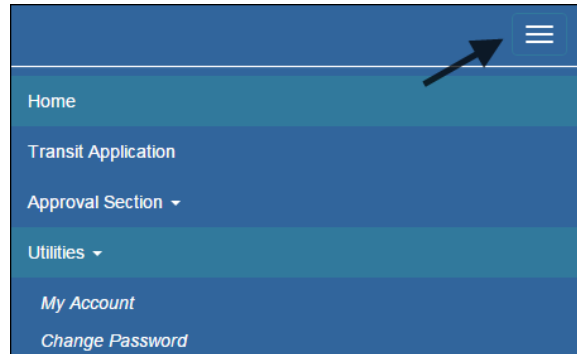 Home
Transit Application
Approval Section
Utilities
My Account
Change Password